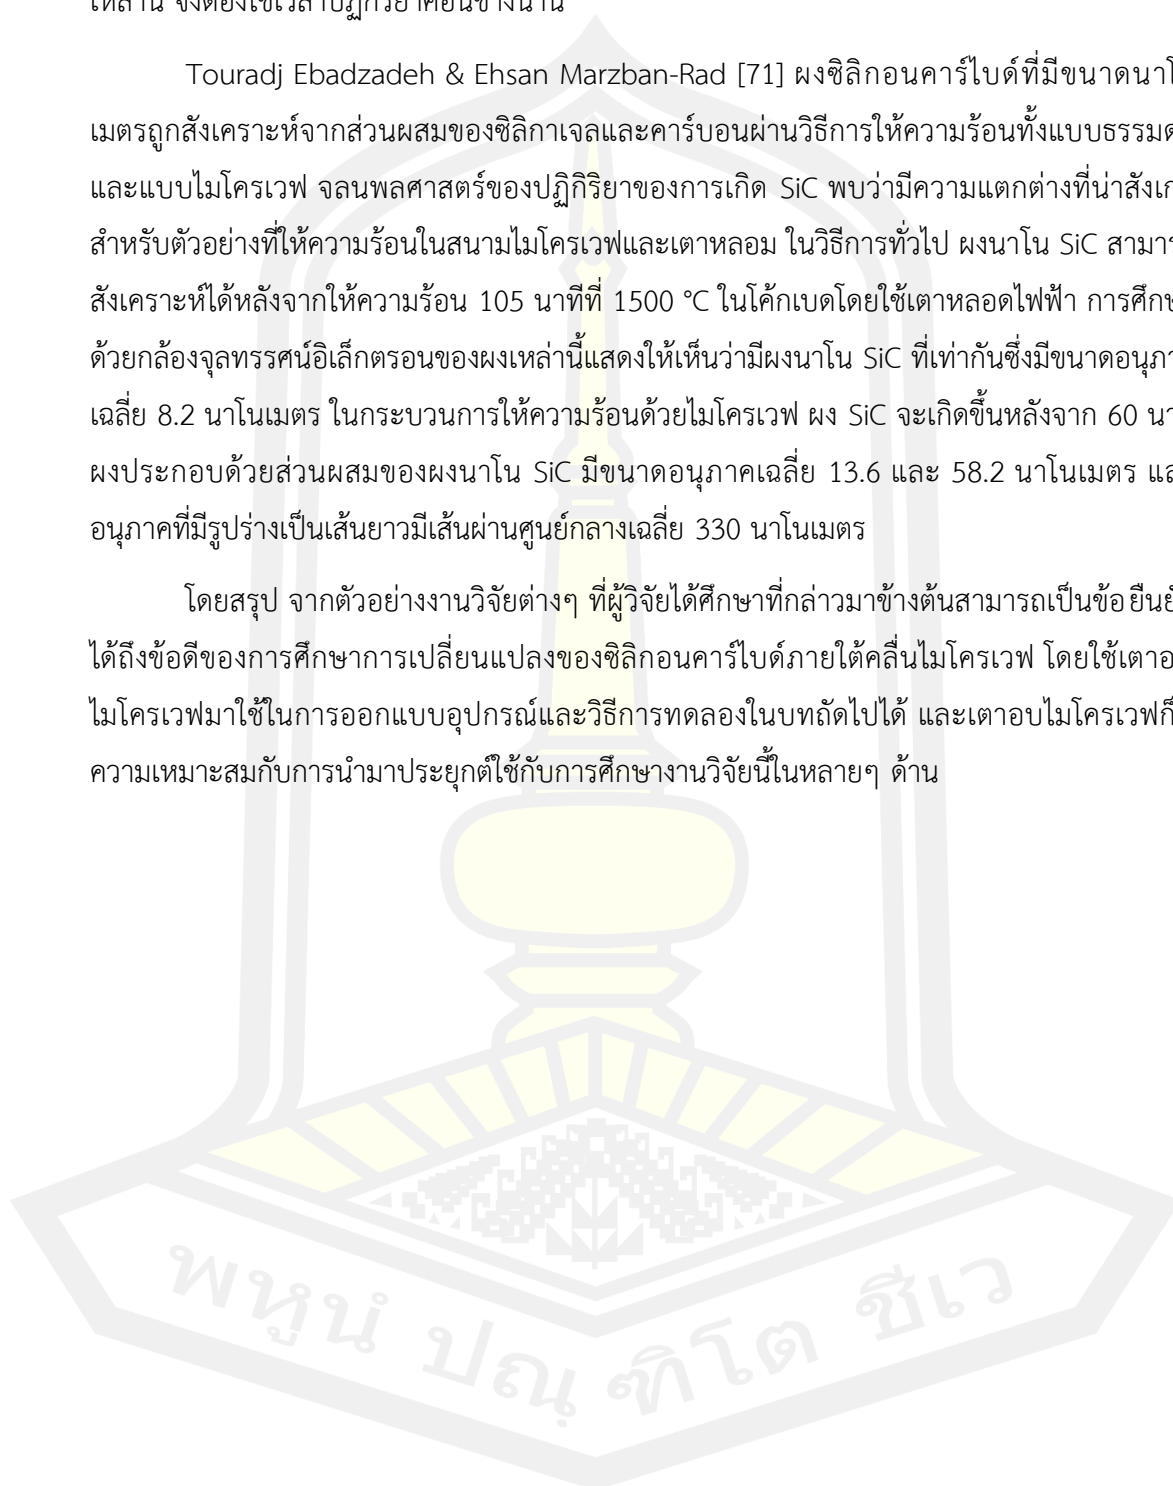 เหล่านี้ จึงต้องใช้เวลาปฏิกิริยาค่อนข้างนาน
Touradj Ebadzadeh & Ehsan Marzban-Rad [71] ผงซิลิกอนคาร์ไบด์ที่มีขนาดนาโ
เมตรถูกสังเคราะห์จากส่วนผสมของซิลิกาเจลและคาร์บอนผ่านวิธีการให้ความร้อนทั้งแบบธรรมด
และแบบไมโครเวฟ จลนพลศาสตร์ของปฏิกิริยาของการเกิด SiC พบว่ามีความแตกต่างที่น่าสังเก
สำหรับตัวอย่างที่ให้ความร้อนในสนามไมโครเวฟและเตาหลอม ในวิธีการทั่วไป ผงนาโน SiC สามาร
สังเคราะห์ได้หลังจากให้ความร้อน 105 นาทีที่ 1500 °C ในโค้กเบดโดยใช้เตาหลอดไฟฟ้า การศึกษ
ด้วยกล้องจุลทรรศน์อิเล็กตรอนของผงเหล่านี้แสดงให้เห็นว่ามีผงนาโน SiC ที่เท่ากันซึ่งมีขนาดอนุภา
เฉลี่ย 8.2 นาโนเมตร ในกระบวนการให้ความร้อนด้วยไมโครเวฟ ผง SiC จะเกิดขึ้นหลังจาก 60 นา
ผงประกอบด้วยส่วนผสมของผงนาโน SiC มีขนาดอนุภาคเฉลี่ย 13.6 และ 58.2 นาโนเมตร และ
อนุภาคที่มีรูปร่างเป็นเส้นยาวมีเส้นผ่านศูนย์กลางเฉลี่ย 330 นาโนเมตร
โดยสรุป จากตัวอย่างงานวิจัยต่างๆ ที่ผู้วิจัยได้ศึกษาที่กล่าวมาข้างต้นสามารถเป็นข้อยืนยั
ได้ถึงข้อดีของการศึกษาการเปลี่ยนแปลงของซิลิกอนคาร์ไบด์ภายใต้คลื่นไมโครเวฟ โดยใช้เตาอ
ไมโครเวฟมาใช้ในการออกแบบอุปกรณ์และวิธีการทดลองในบทถัดไปได้ และเตาอบไมโครเวฟก็
ความเหมาะสมกับการนำมาประยุกต์ใช้กับการศึกษางานวิจัยนี้ในหลายๆ ด้าน
พหูนํ ปณฺฑิโต ชีเว